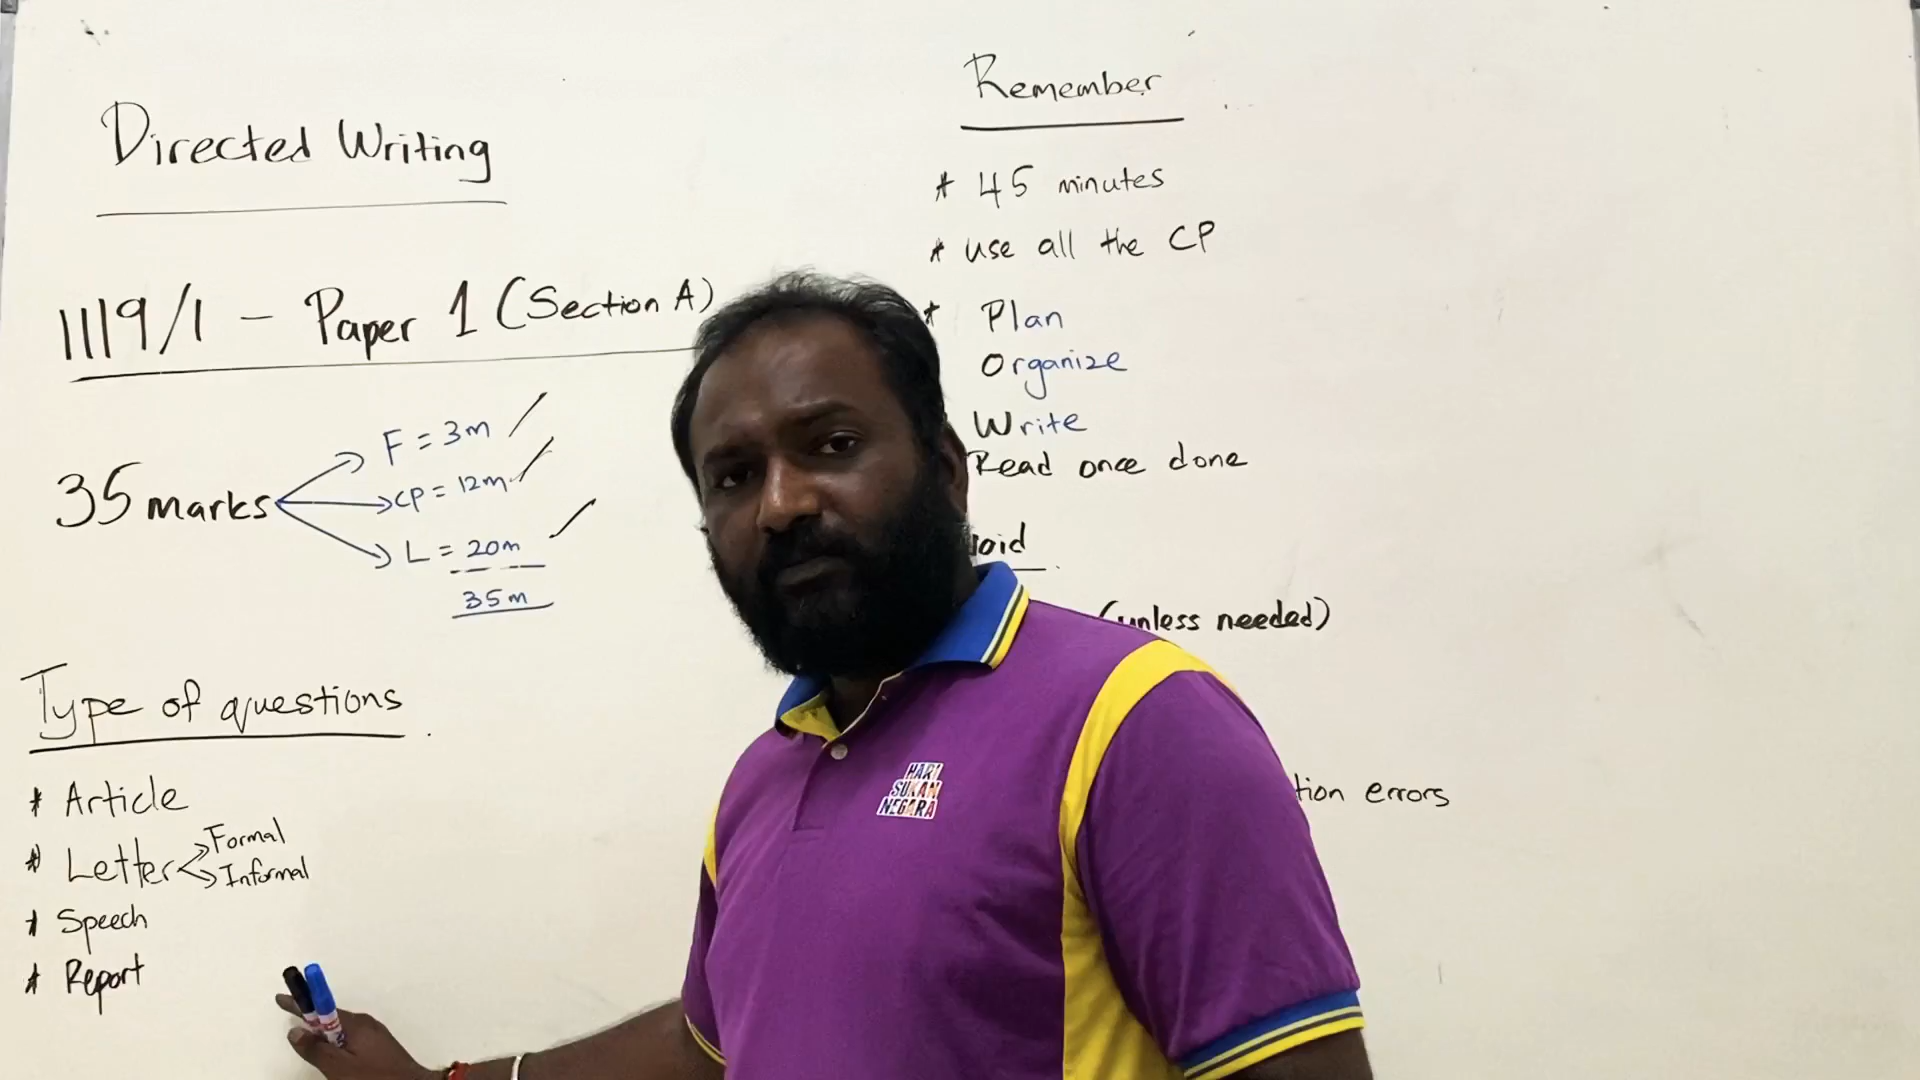 Directed Writing
1119/1 - Paper 1 (Section A)
35 marks
F = 3m
CP = 12m
L = 20m
35m
Type of questions
* Article
* Letter
Formal
Informal
* Speech
* Report
Remember
* 45 minutes
* use all the CP
* Plan
Organize
Write
Read once done
(unless needed)
errors
HARI
SUKAN
NEGARA